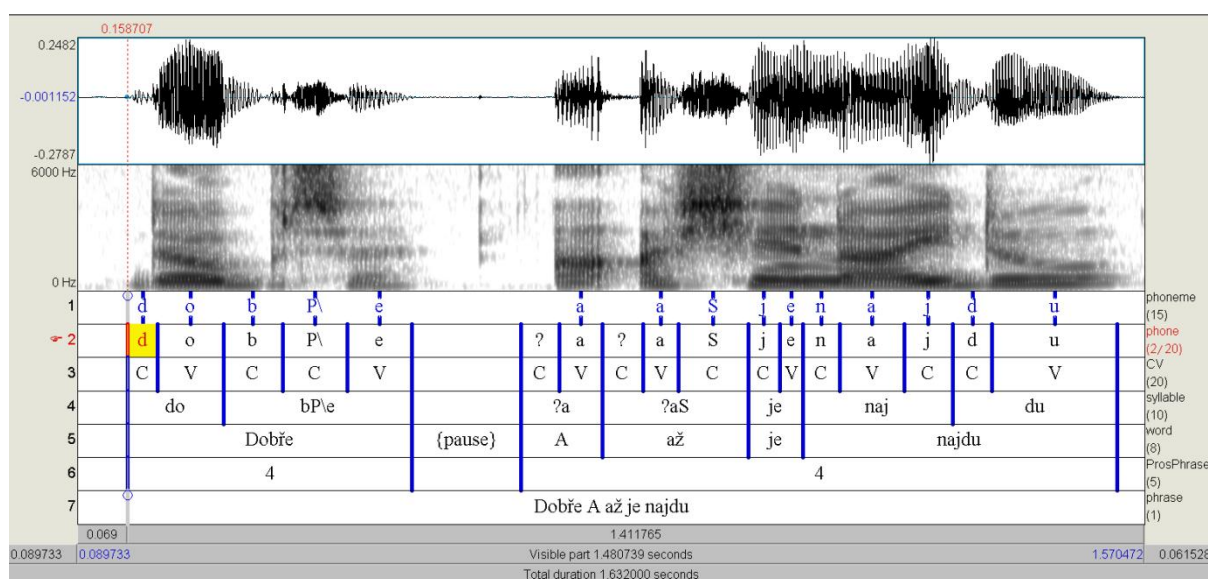 0.158707
0.2482
-0.001152
-0.2787
6000 Hz
0 Hz
1 d o b P\ e a a S j e n a j d u phoneme (15)
2 d o b P\ e ? a ? a S j e n a j d u phone (2/20)
3 C V C C V C V C V C C V C V C C V CV (20)
4 do bP\e ?a ?aS je naj du syllable (10)
5 Dobře {pause} A až je najdu word (8)
6 4 4 ProsPhrase (5)
7 Dobře A až je najdu phrase (1)
0.069 1.411765
0.089733 0.089733 Visible part 1.480739 seconds 1.570472 0.061528
Total duration 1.632000 seconds